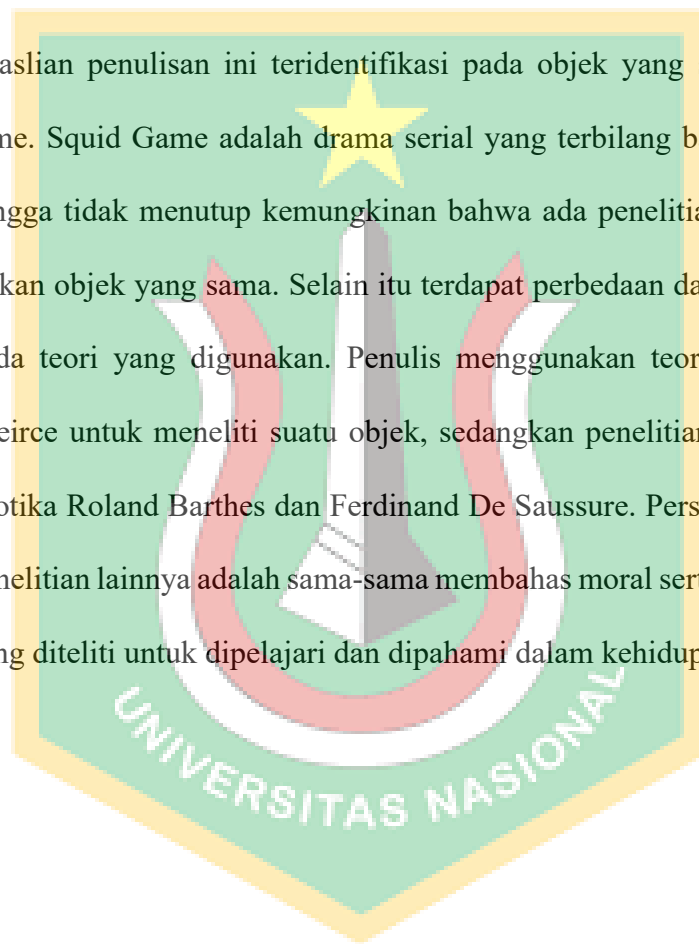 aslian penulisan ini teridentifikasi pada objek yang
me. Squid Game adalah drama serial yang terbilang b
ngga tidak menutup kemungkinan bahwa ada penelitia
kan objek yang sama. Selain itu terdapat perbedaan da
da teori yang digunakan. Penulis menggunakan teor
eirce untuk meneliti suatu objek, sedangkan penelitian
otika Roland Barthes dan Ferdinand De Saussure. Pers
nelitian lainnya adalah sama-sama membahas moral sert
ng diteliti untuk dipelajari dan dipahami dalam kehidup
UNIVERSITAS NASIONAL